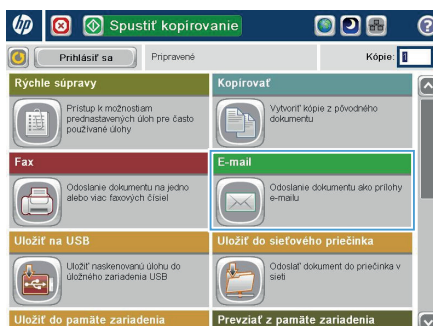 hp Spustiť kopírovanie ?
Prihlásiť sa Pripravené Kópie: 1
Rýchle súpravy
Prístup k možnostiam
prednastavených úloh pre často
používané úlohy
Kopírovať
Vytvoriť kópie z pôvodného
dokumentu
Fax
Odoslanie dokumentu na jedno
alebo viac faxových čísiel
E-mail
Odoslanie dokumentu ako prílohy
e-mailu
Uložiť na USB
Uložiť naskenovanú úlohu do
úložného zariadenia USB
Uložiť do sieťového priečinka
Odoslať dokument do priečinka v
sieti
Uložiť do pamäte zariadenia
Prevziať z pamäte zariadenia